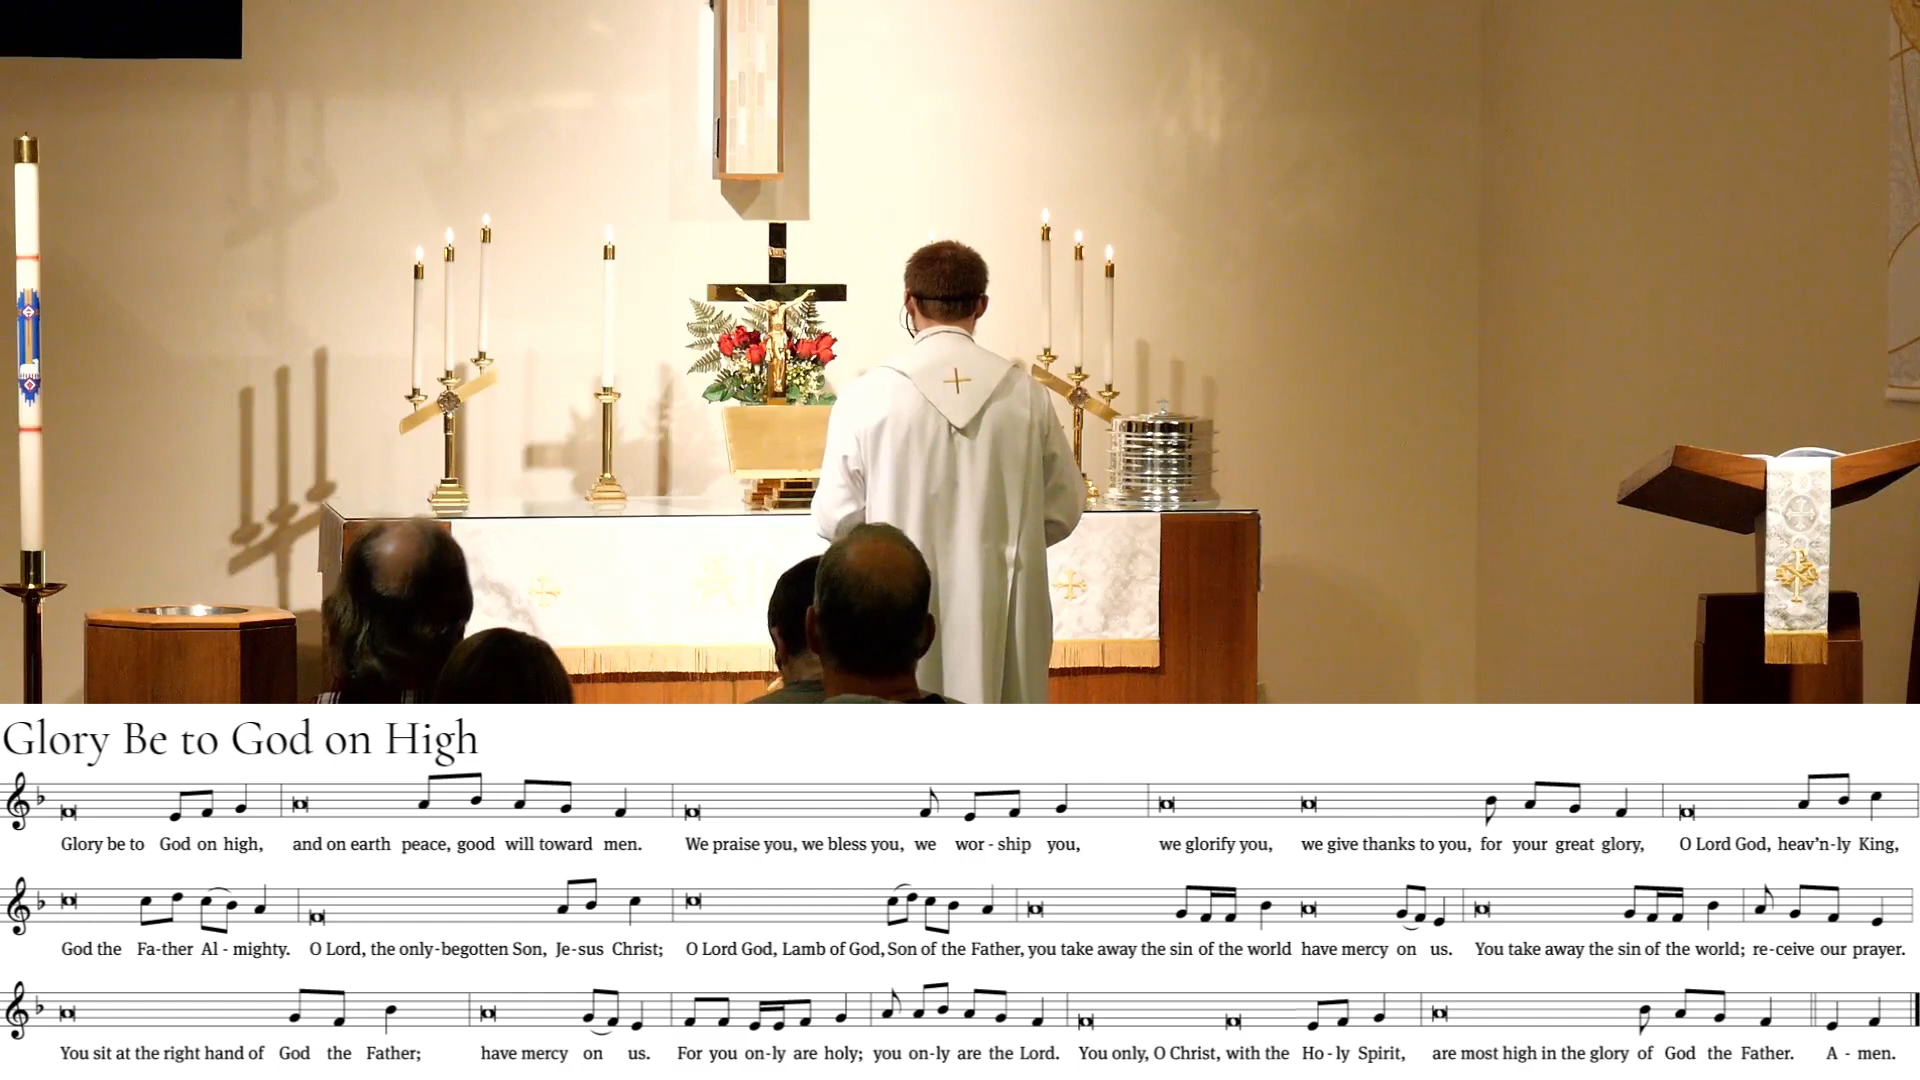 Glory Be to God on High
Glory be to God on high, and on earth peace, good will toward men. We praise you, we bless you, we wor - ship you, we glorify you, we give thanks to you, for your great glory, O Lord God, heav'n-ly King,
God the Fa-ther Al - mighty. O Lord, the only-begotten Son, Je-sus Christ; O Lord God, Lamb of God, Son of the Father, you take away the sin of the world have mercy on us. You take away the sin of the world; re-ceive our prayer.
You sit at the right hand of God the Father; have mercy on us. For you on-ly are holy; you on-ly are the Lord. You only, O Christ, with the Ho - ly Spirit, are most high in the glory of God the Father. A - men.